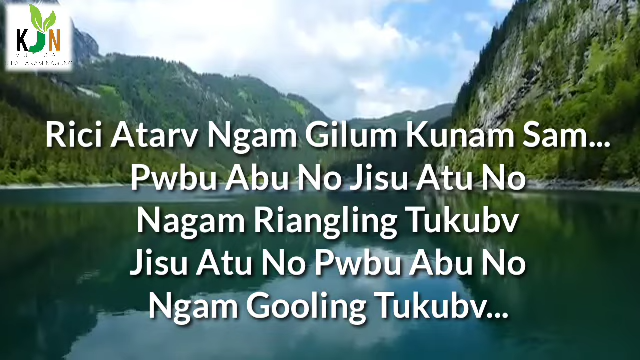 KJN
Rici Atarv Ngam Gilum Kunam Sam...
Pwbu Abu No Jisu Atu No
Nagam Riangling Tukubv
Jisu Atu No Pwbu Abu No
Ngam Gooling Tukubv...